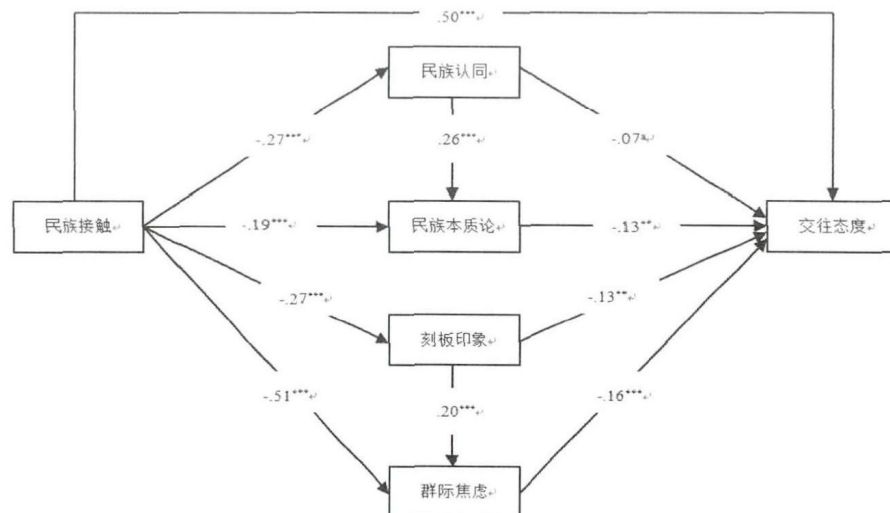 .50***
民族认同
-.27***
.26***
-.07ᵃ
民族接触
-.19***
民族本质论
-.13**
交往态度
-.27***
刻板印象
-.13**
-.51***
.20***
-.16***
群际焦虑